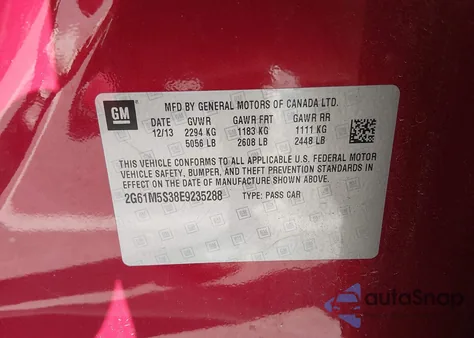 GM
MFD BY GENERAL MOTORS OF CANADA LTD.
DATE GVWR GAWR FRT GAWR RR
12/13 2294 KG 1183 KG 1111 KG
5056 LB 2608 LB 2448 LB
THIS VEHICLE CONFORMS TO ALL APPLICABLE U.S. FEDERAL MOTOR
VEHICLE SAFETY, BUMPER, AND THEFT PREVENTION STANDARDS IN
EFFECT ON THE DATE OF MANUFACTURE SHOWN ABOVE.
2G61M5S38E9235288 TYPE: PASS CAR
autoSnap